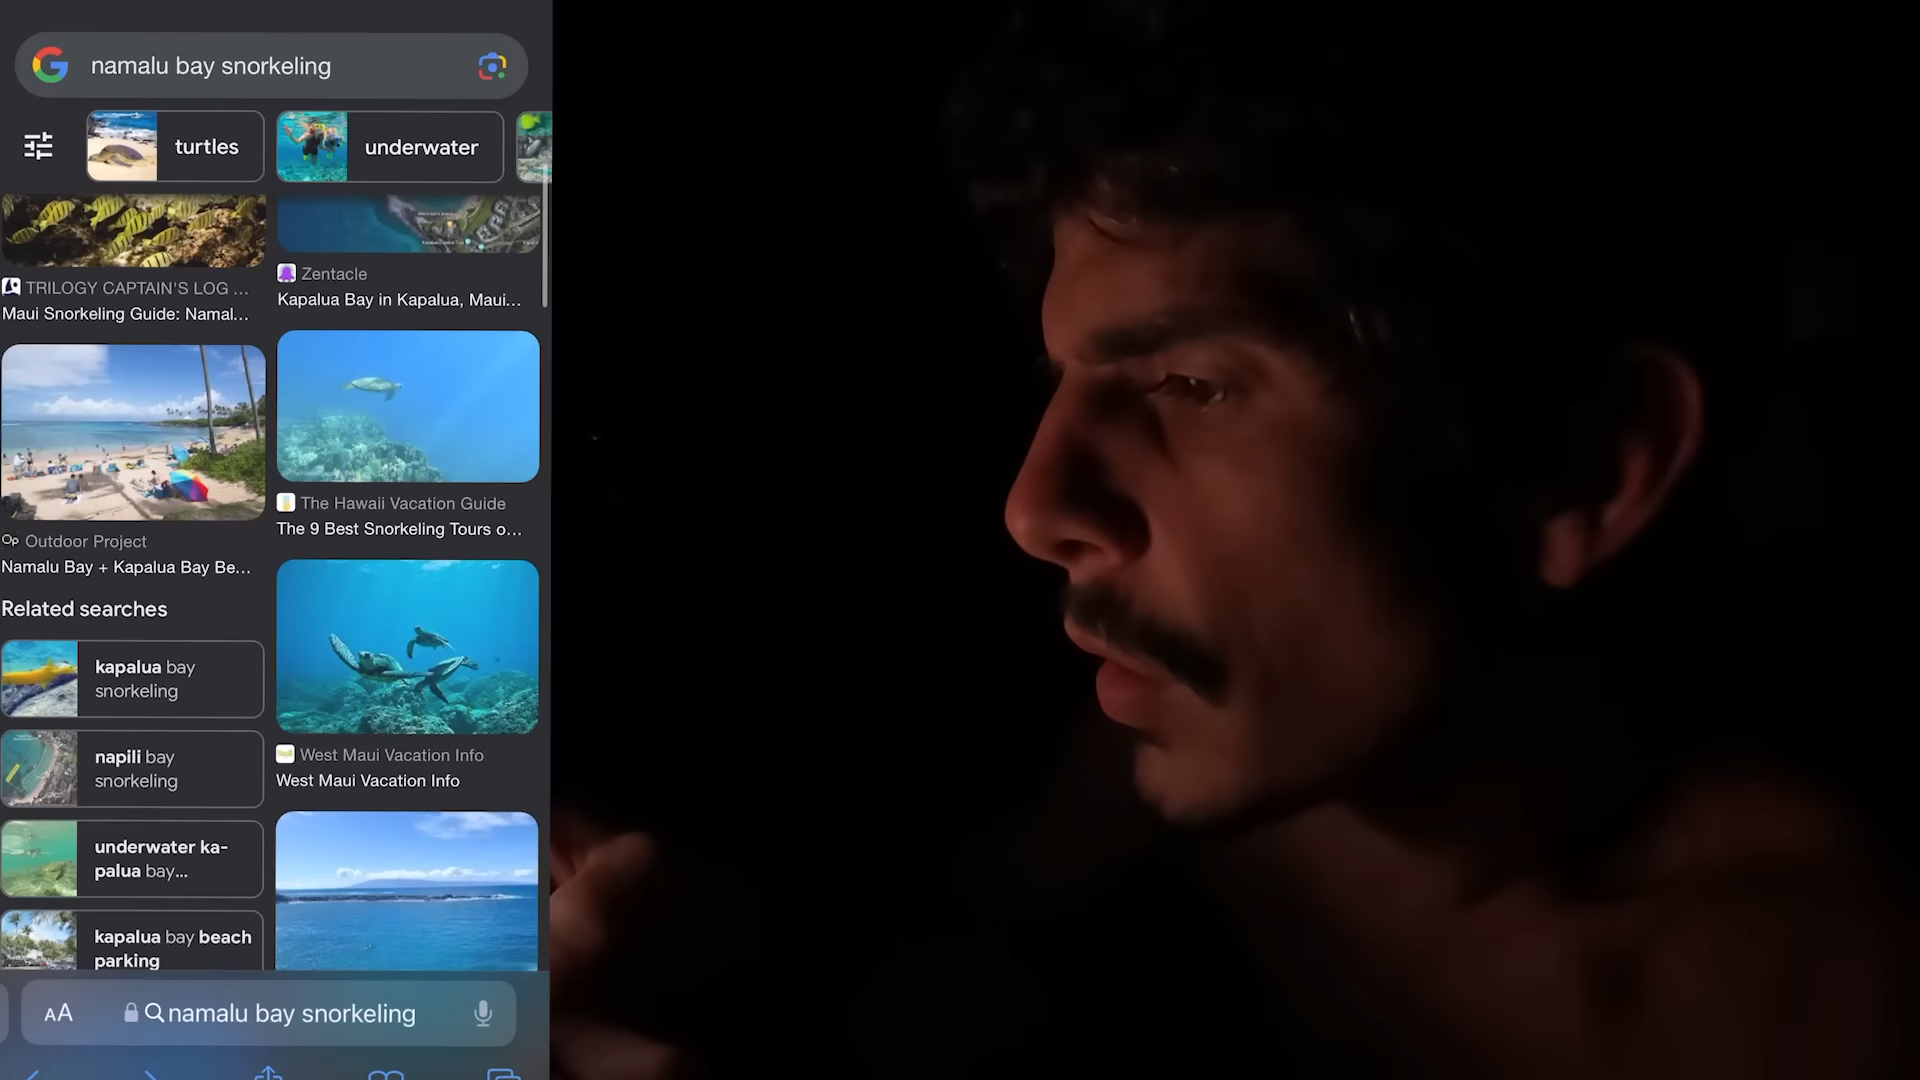 namalu bay snorkeling
turtles
underwater
TRILOGY CAPTAIN'S LOG ...
Maui Snorkeling Guide: Namal...
Zentacle
Kapalua Bay in Kapalua, Maui...
Outdoor Project
Namalu Bay + Kapalua Bay Be...
The Hawaii Vacation Guide
The 9 Best Snorkeling Tours o...
West Maui Vacation Info
West Maui Vacation Info
Related searches
kapalua bay
snorkeling
napili bay
snorkeling
underwater ka-
palua bay...
kapalua bay beach
parking
AA
namalu bay snorkeling